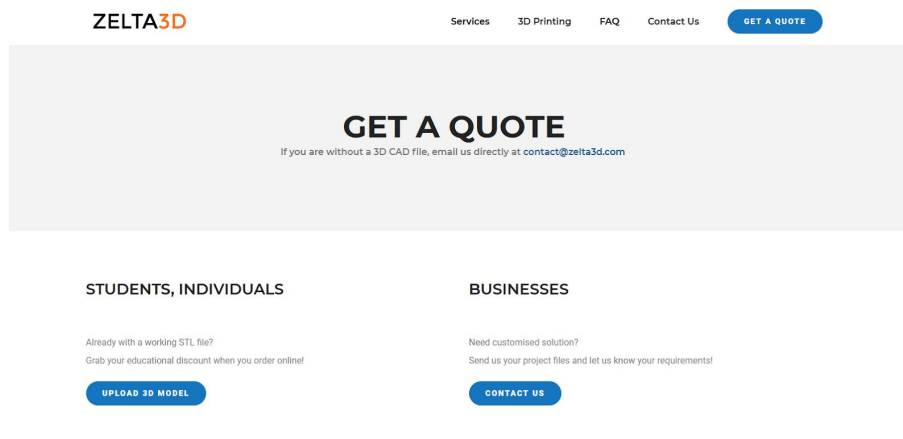 ZELTA3D
Services 3D Printing FAQ Contact Us GET A QUOTE
GET A QUOTE
If you are without a 3D CAD file, email us directly at contact@zelta3d.com
STUDENTS, INDIVIDUALS
Already with a working STL file?
Grab your educational discount when you order online!
UPLOAD 3D MODEL
BUSINESSES
Need customised solution?
Send us your project files and let us know your requirements!
CONTACT US